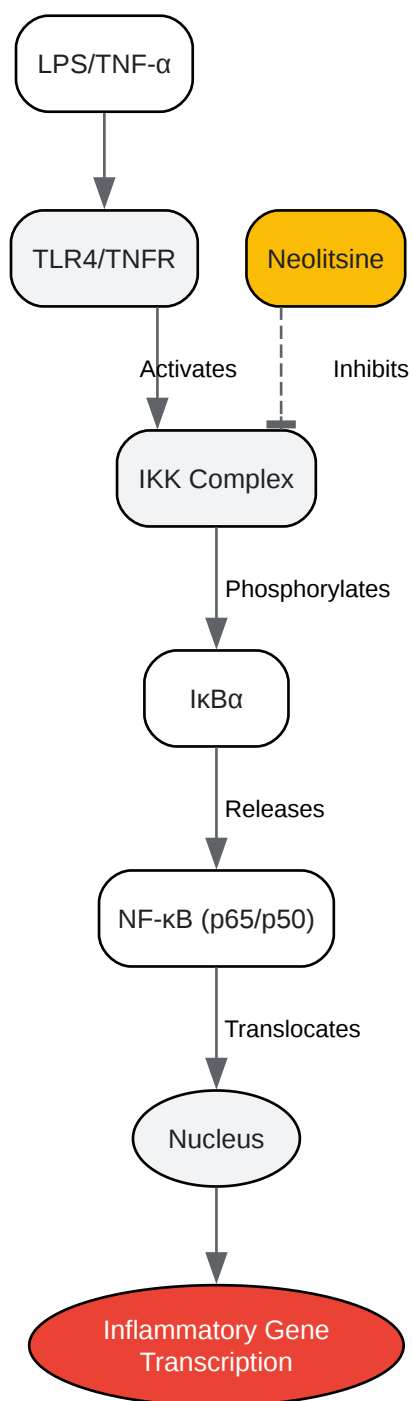 LPS/TNF-α
TLR4/TNFR
Neolitsine
Activates
Inhibits
IKK Complex
Phosphorylates
IκBα
Releases
NF-κB (p65/p50)
Translocates
Nucleus
Inflammatory Gene
Transcription